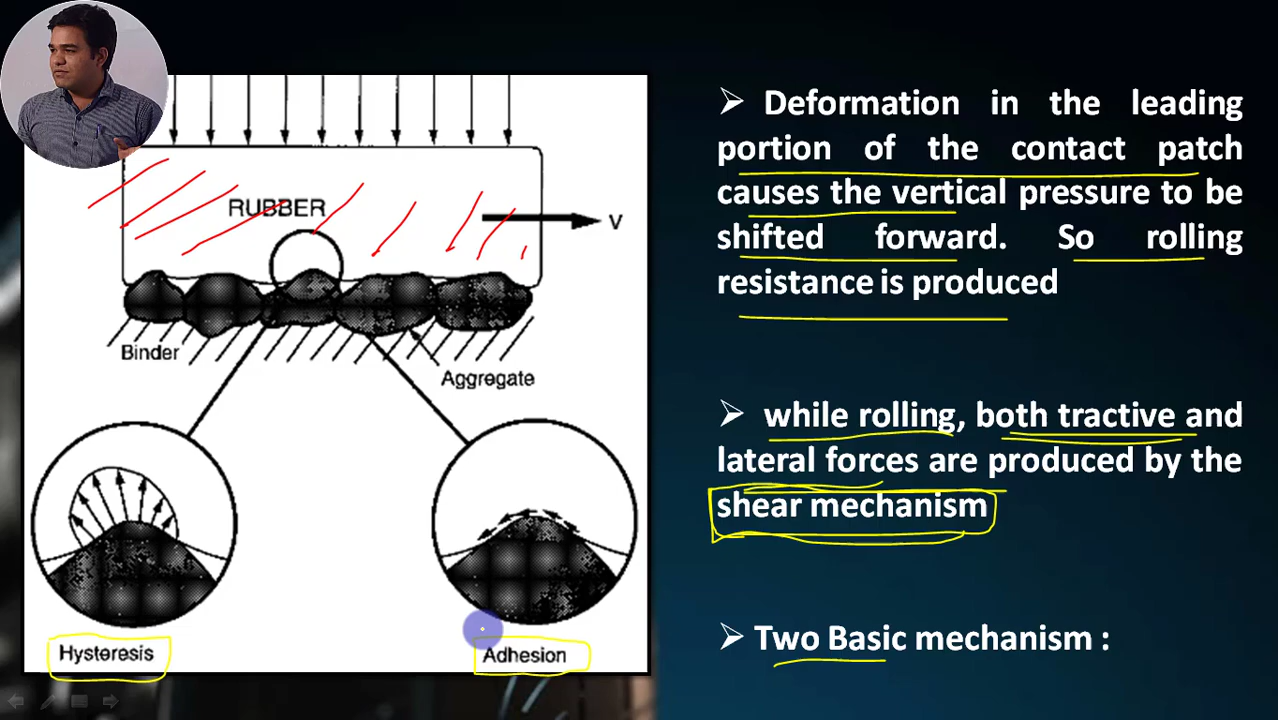 RUBBER
V
Binder
Aggregate
Hysteresis
Adhesion
Deformation in the leading
portion of the contact patch
causes the vertical pressure to be
shifted forward. So rolling
resistance is produced
while rolling, both tractive and
lateral forces are produced by the
shear mechanism
Two Basic mechanism :